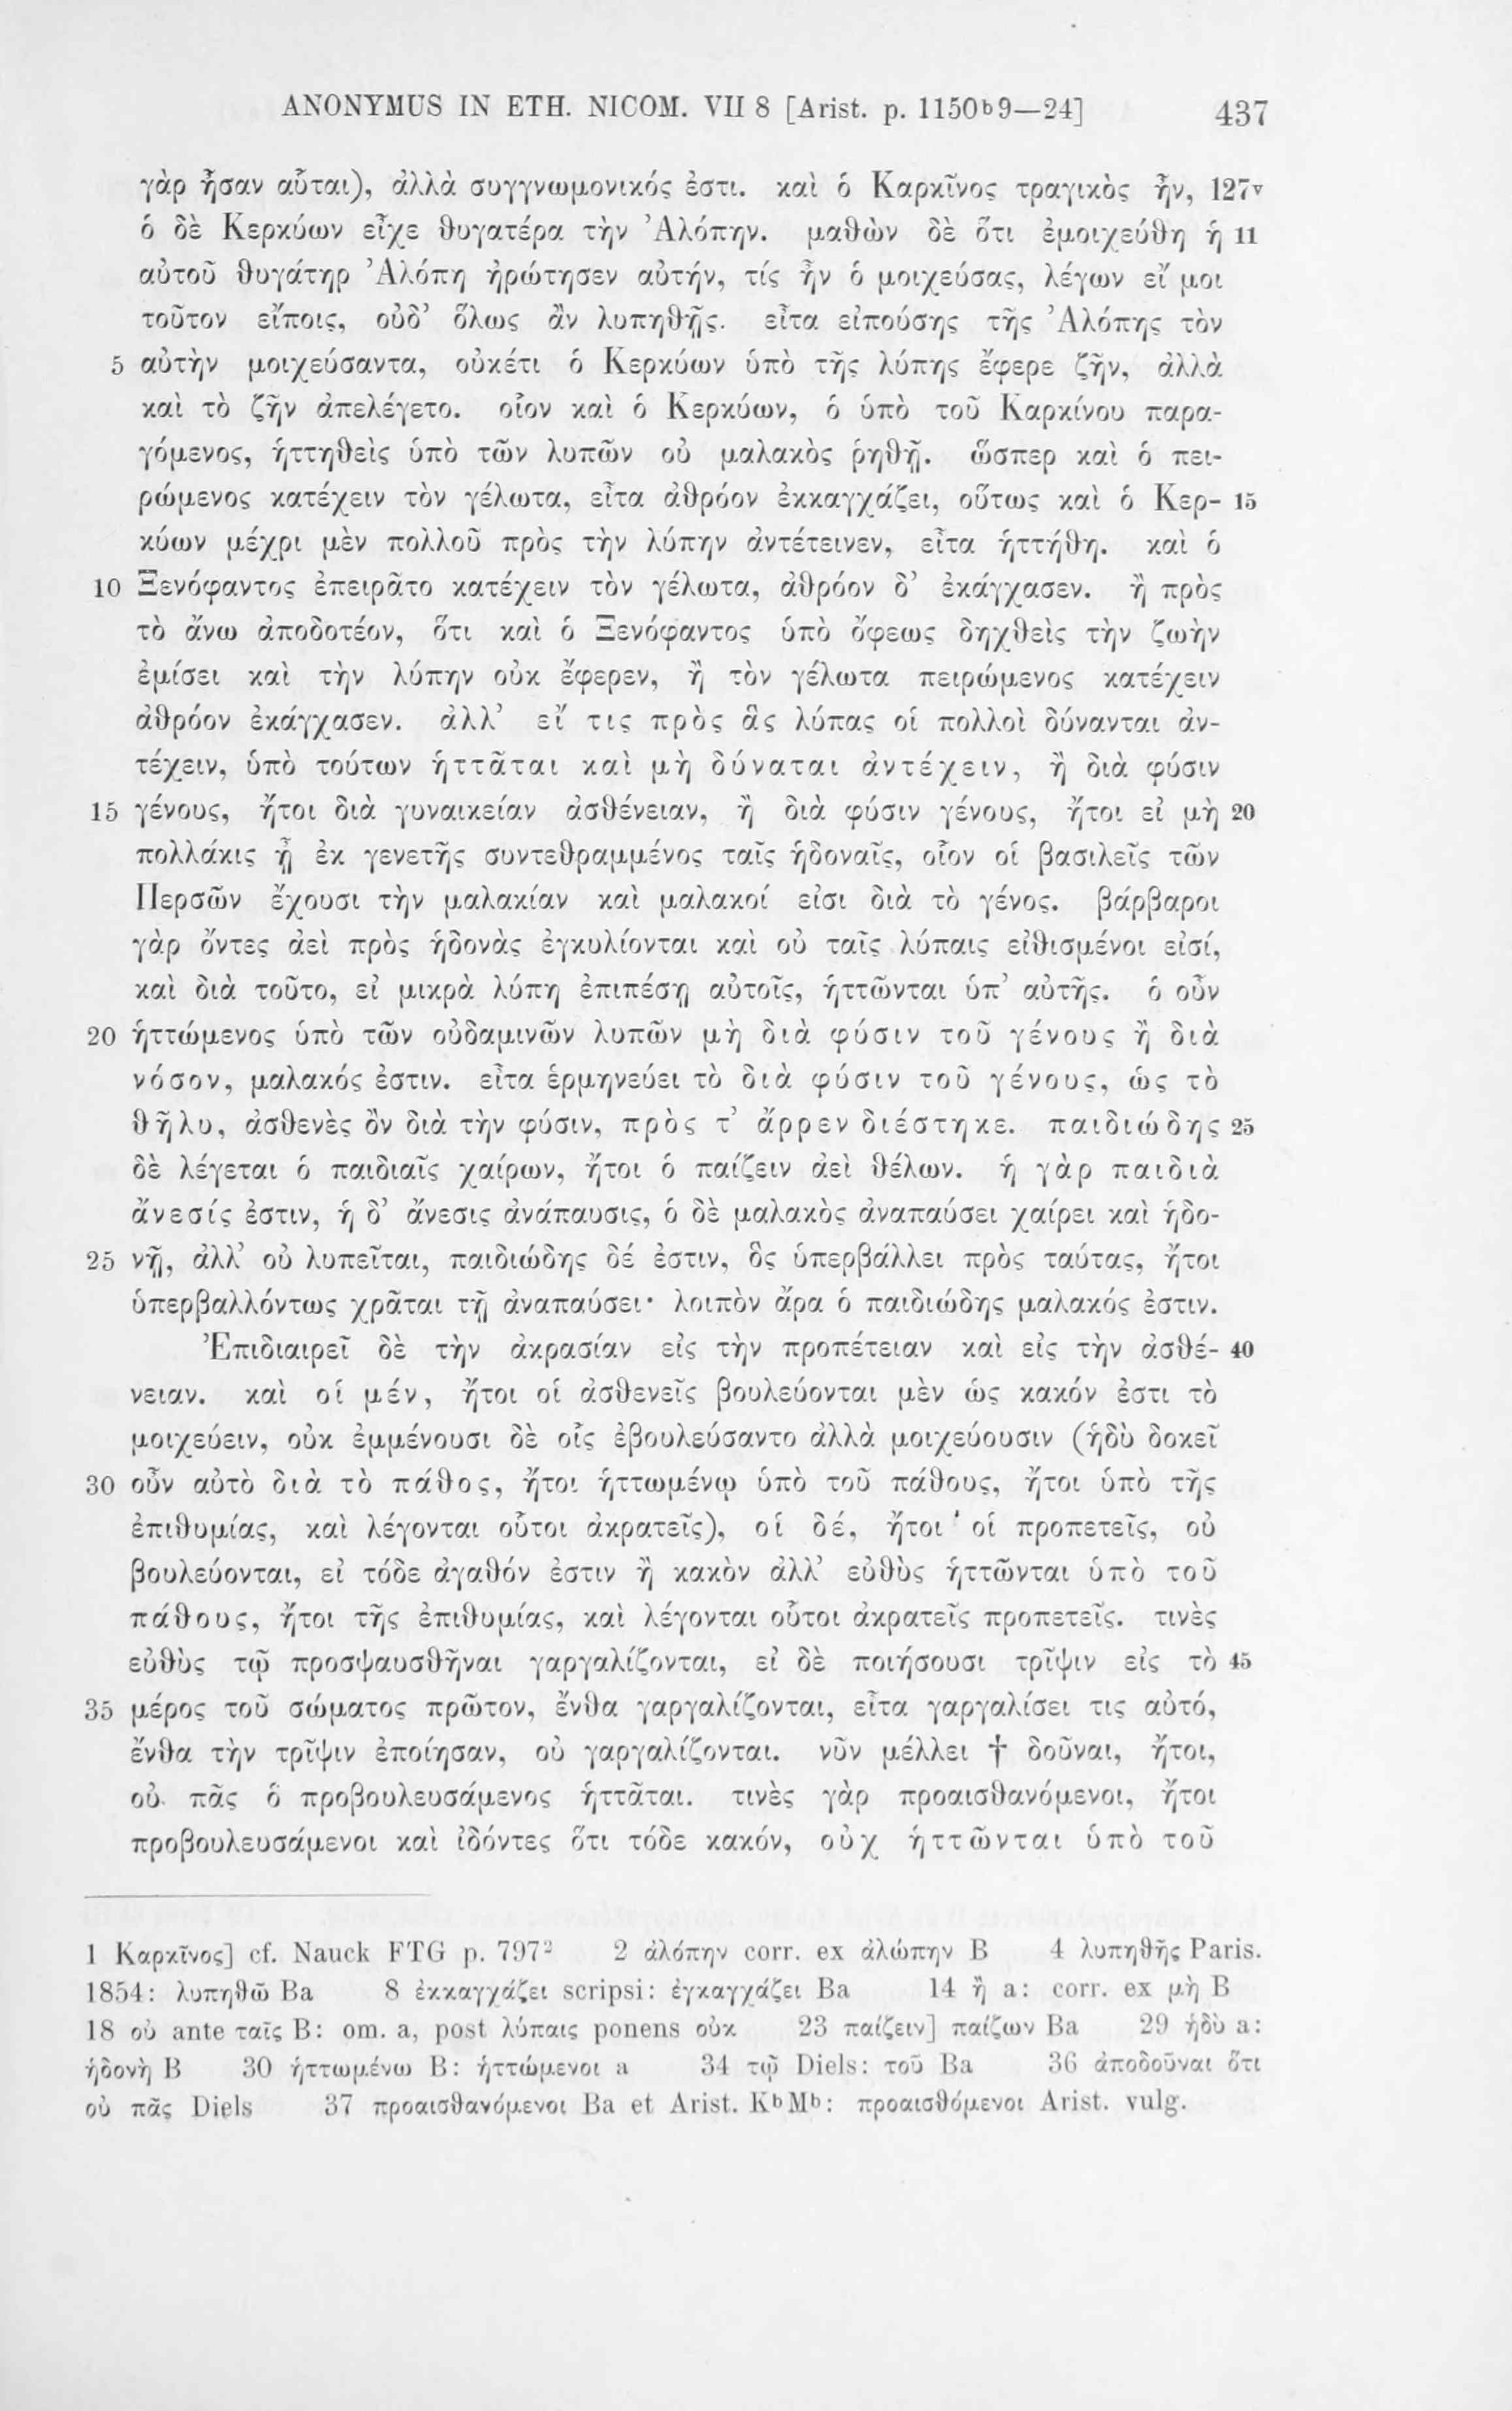 ANONYMUS IN ETH. NICOM. VII 8 [Arist. p. 1150b9—24] 437
γὰρ ἦσαν αὗται), ἀλλὰ συγγνωμονικός ἐστι. καὶ ὁ Καρκῖνος τραγικὸς ἦν, 127v
ὁ δὲ Κερκύων εἶχε θυγατέρα τὴν Ἀλόπην. μαθὼν δὲ ὅτι ἐμοιχεύθη ἡ 11
αὐτοῦ θυγάτηρ Ἀλόπη ἠρώτησεν αὐτήν, τίς ἦν ὁ μοιχεύσας, λέγων εἴ μοι
τοῦτον εἴποις, οὐδ’ ὅλως ἂν λυπηθῇς. εἶτα εἰπούσης τῆς Ἀλόπης τὸν
5 αὐτὴν μοιχεύσαντα, οὐκέτι ὁ Κερκύων ὑπὸ τῆς λύπης ἔφερε ζῆν, ἀλλὰ
καὶ τὸ ζῆν ἀπελέγετο. οἷον καὶ ὁ Κερκύων, ὁ ὑπὸ τοῦ Καρκίνου παρα-
γόμενος, ἡττηθεὶς ὑπὸ τῶν λυπῶν οὐ μαλακὸς ῥηθῇ. ὥσπερ καὶ ὁ πει-
ρώμενος κατέχειν τὸν γέλωτα, εἶτα ἀθρόον ἐκκαγχάζει, οὕτως καὶ ὁ Κερ- 15
κύων μέχρι μὲν πολλοῦ πρὸς τὴν λύπην ἀντέτεινεν, εἶτα ἡττήθη. καὶ ὁ
10 Ξενόφαντος ἐπειρᾶτο κατέχειν τὸν γέλωτα, ἀθρόον δ’ ἐκάγχασεν. ἢ πρὸς
τὸ ἄνω ἀποδοτέον, ὅτι καὶ ὁ Ξενόφαντος ὑπὸ ὄφεως δηχθεὶς τὴν ζωὴν
ἐμίσει καὶ τὴν λύπην οὐκ ἔφερεν, ἢ τὸν γέλωτα πειρώμενος κατέχειν
ἀθρόον ἐκάγχασεν. ἀλλ’ εἴ τις πρὸς ἃς λύπας οἱ πολλοὶ δύνανται ἀν-
τέχειν, ὑπὸ τούτων ἡττᾶται καὶ μὴ δύναται ἀντέχειν, ἢ διὰ φύσιν
15 γένους, ἤτοι διὰ γυναικείαν ἀσθένειαν, ἢ διὰ φύσιν γένους, ἤτοι εἰ μὴ 20
πολλάκις ᾖ ἐκ γενετῆς συντεθραμμένος ταῖς ἡδοναῖς, οἷον οἱ βασιλεῖς τῶν
Περσῶν ἔχουσι τὴν μαλακίαν καὶ μαλακοί εἰσι διὰ τὸ γένος. βάρβαροι
γὰρ ὄντες ἀεὶ πρὸς ἡδονὰς ἐγκυλίονται καὶ οὐ ταῖς λύπαις εἰθισμένοι εἰσί,
καὶ διὰ τοῦτο, εἰ μικρὰ λύπη ἐπιπέσῃ αὐτοῖς, ἡττῶνται ὑπ’ αὐτῆς. ὁ οὖν
20 ἡττώμενος ὑπὸ τῶν οὐδαμινῶν λυπῶν μὴ διὰ φύσιν τοῦ γένους ἢ διὰ
νόσον, μαλακός ἐστιν. εἶτα ἑρμηνεύει τὸ διὰ φύσιν τοῦ γένους, ὡς τὸ
θῆλυ, ἀσθενὲς ὂν διὰ τὴν φύσιν, πρὸς τ’ ἄρρεν διέστηκε. παιδιώδης 25
δὲ λέγεται ὁ παιδιαῖς χαίρων, ἤτοι ὁ παίζειν ἀεὶ θέλων. ἡ γὰρ παιδιὰ
ἄνεσίς ἐστιν, ἡ δ’ ἄνεσις ἀνάπαυσις, ὁ δὲ μαλακὸς ἀναπαύσει χαίρει καὶ ἡδο-
25 νῇ, ἀλλ’ οὐ λυπεῖται, παιδιώδης δέ ἐστιν, ὃς ὑπερβάλλει πρὸς ταύτας, ἤτοι
ὑπερβαλλόντως χρᾶται τῇ ἀναπαύσει· λοιπὸν ἄρα ὁ παιδιώδης μαλακός ἐστιν.
Ἐπιδιαιρεῖ δὲ τὴν ἀκρασίαν εἰς τὴν προπέτειαν καὶ εἰς τὴν ἀσθέ- 40
νειαν. καὶ οἱ μέν, ἤτοι οἱ ἀσθενεῖς βουλεύονται μὲν ὡς κακόν ἐστι τὸ
μοιχεύειν, οὐκ ἐμμένουσι δὲ οἷς ἐβουλεύσαντο ἀλλὰ μοιχεύουσιν (ἡδὺ δοκεῖ
30 οὖν αὐτὸ διὰ τὸ πάθος, ἤτοι ἡττωμένῳ ὑπὸ τοῦ πάθους, ἤτοι ὑπὸ τῆς
ἐπιθυμίας, καὶ λέγονται οὗτοι ἀκρατεῖς), οἱ δέ, ἤτοι οἱ προπετεῖς, οὐ
βουλεύονται, εἰ τόδε ἀγαθόν ἐστιν ἢ κακὸν ἀλλ’ εὐθὺς ἡττῶνται ὑπὸ τοῦ
πάθους, ἤτοι τῆς ἐπιθυμίας, καὶ λέγονται οὗτοι ἀκρατεῖς προπετεῖς. τινὲς
εὐθὺς τῷ προσψαυσθῆναι γαργαλίζονται, εἰ δὲ ποιήσουσι τρῖψιν εἰς τὸ 45
35 μέρος τοῦ σώματος πρῶτον, ἔνθα γαργαλίζονται, εἶτα γαργαλίσει τις αὐτό,
ἔνθα τὴν τρῖψιν ἐποίησαν, οὐ γαργαλίζονται. νῦν μέλλει † δοῦναι, ἤτοι,
οὐ πᾶς ὁ προβουλευσάμενος ἡττᾶται. τινὲς γὰρ προαισθανόμενοι, ἤτοι
προβουλευσάμενοι καὶ ἰδόντες ὅτι τόδε κακόν, οὐχ ἡττῶνται ὑπὸ τοῦ
1 Καρκῖνος] cf. Nauck FTG p. 797² 2 ἀλόπην corr. ex ἀλώπην B 4 λυπηθῇς Paris.
1854: λυπηθῶ Ba 8 ἐκκαγχάζει scripsi: ἐγκαγχάζει Ba 14 ἢ a: corr. ex μὴ B
18 οὐ ante ταῖς B: om. a, post λύπαις ponens οὐκ 23 παίζειν] παίζων Ba 29 ἡδὺ a:
ἡδονὴ B 30 ἡττωμένω B: ἡττώμενοι a 34 τῷ Diels: τοῦ Ba 36 ἀποδοῦναι ὅτι
οὐ πᾶς Diels 37 προαισθανόμενοι Ba et Arist. KbMb: προαισθόμενοι Arist. vulg.